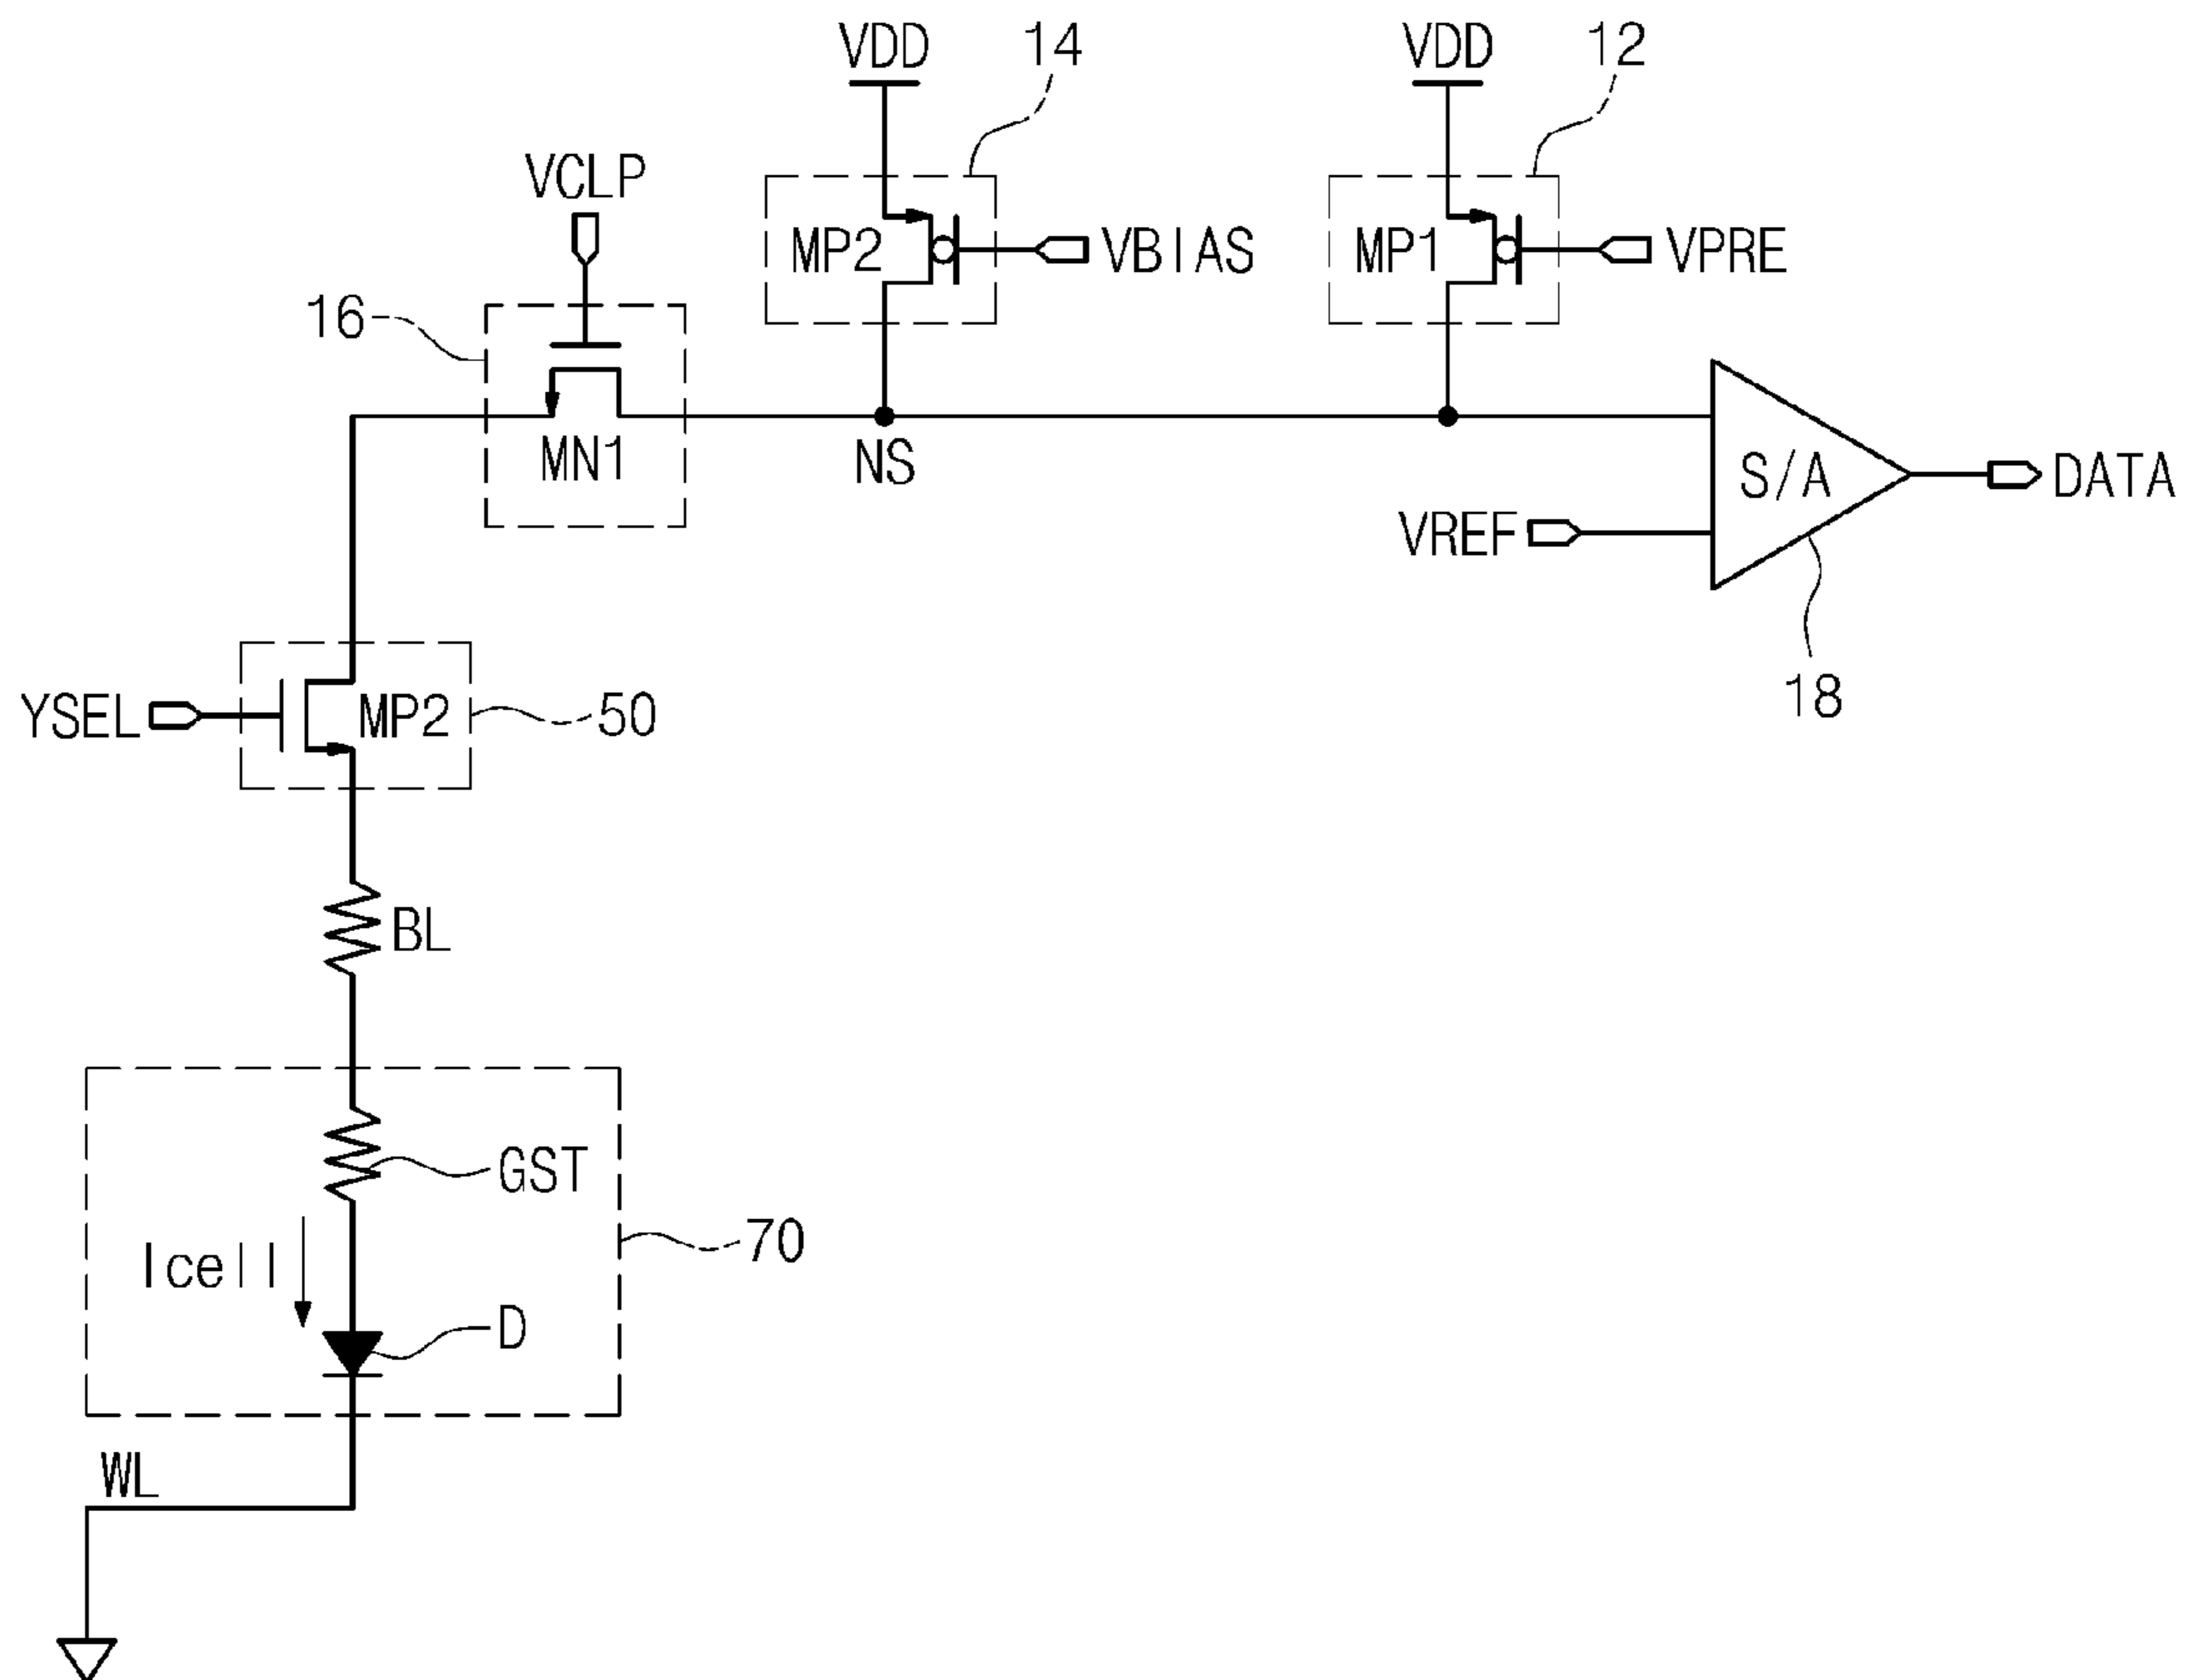 VDD
14
VDD
12
VCLP
MP2
VBIAS
MP1
VPRE
16
MN1
NS
S/A
DATA
VREF
18
YSEL
MP2
50
BL
GST
70
Icell
D
WL